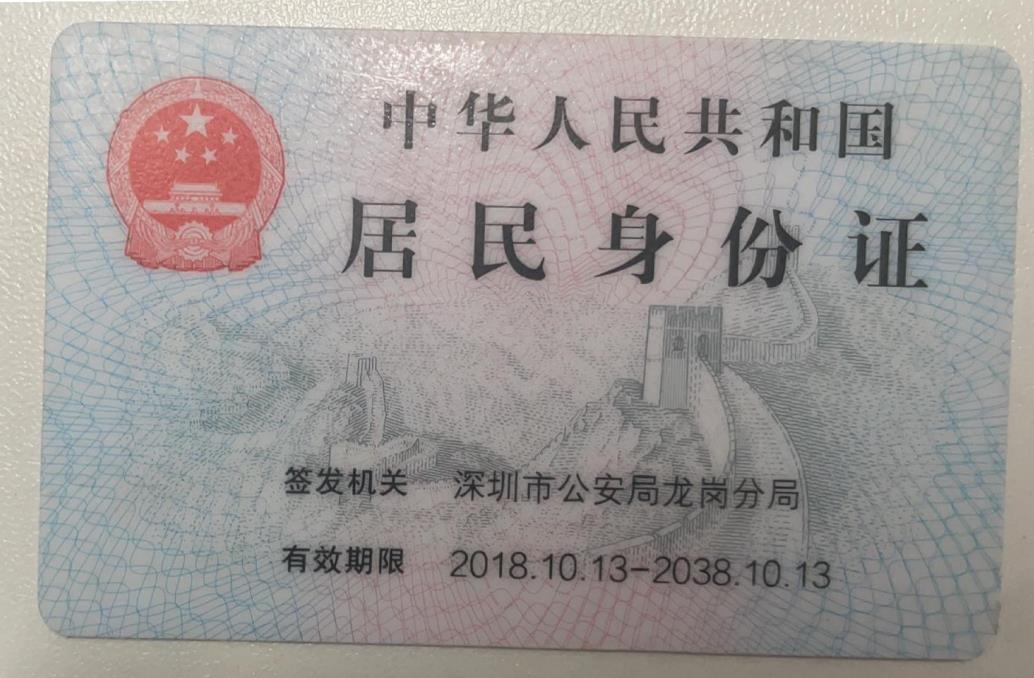 中华人民共和国
居民身份证
签发机关 深圳市公安局龙岗分局
有效期限 2018.10.13-2038.10.13